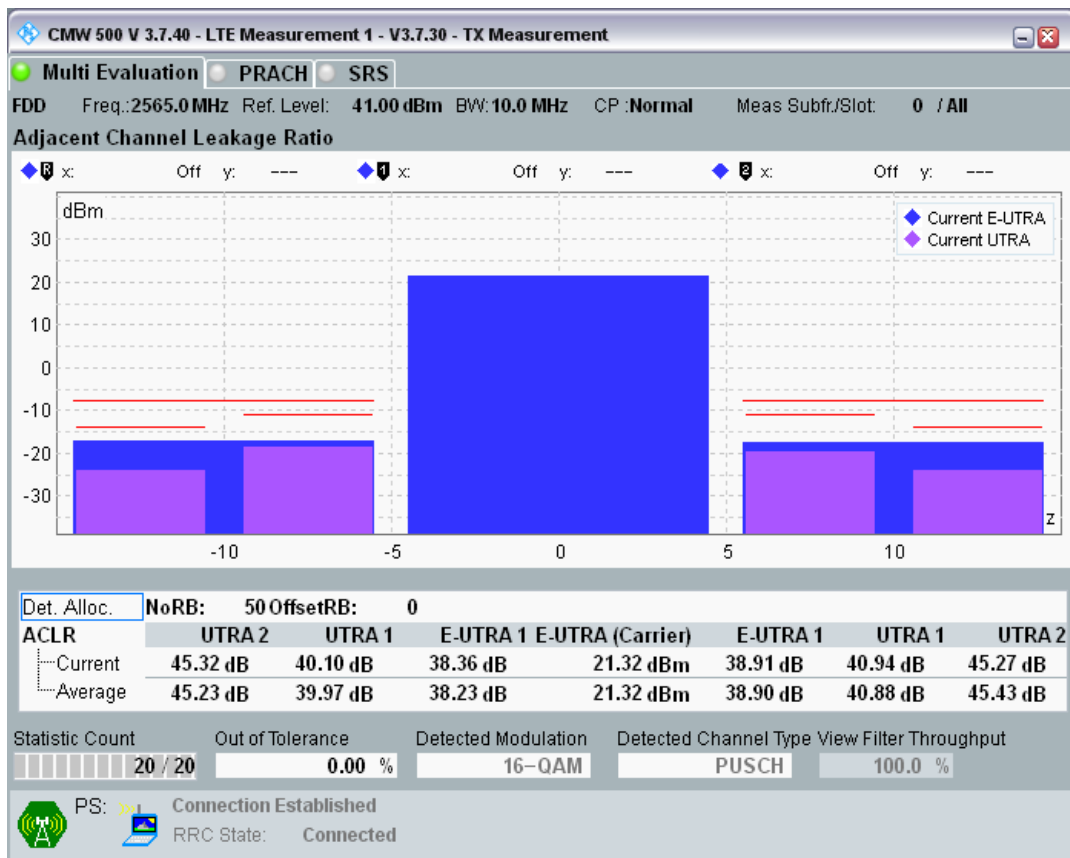 CMW 500 V 3.7.40 - LTE Measurement 1 - V3.7.30 - TX Measurement
Multi Evaluation PRACH SRS
FDD Freq.:2565.0 MHz Ref. Level: 41.00 dBm BW:10.0 MHz CP :Normal Meas Subfr./Slot: 0 / All
Adjacent Channel Leakage Ratio
R x: Off y: --- 1 x: Off y: --- 2 x: Off y: ---
dBm
Current E-UTRA
Current UTRA
30
20
10
0
-10
-20
-30
z
-10 -5 0 5 10
Det. Alloc. NoRB: 50 OffsetRB: 0
ACLR UTRA 2 UTRA 1 E-UTRA 1 E-UTRA (Carrier) E-UTRA 1 UTRA 1 UTRA 2
Current 45.32 dB 40.10 dB 38.36 dB 21.32 dBm 38.91 dB 40.94 dB 45.27 dB
Average 45.23 dB 39.97 dB 38.23 dB 21.32 dBm 38.90 dB 40.88 dB 45.43 dB
Statistic Count Out of Tolerance Detected Modulation Detected Channel Type View Filter Throughput
20 / 20 0.00 % 16-QAM PUSCH 100.0 %
PS: Connection Established
RRC State: Connected